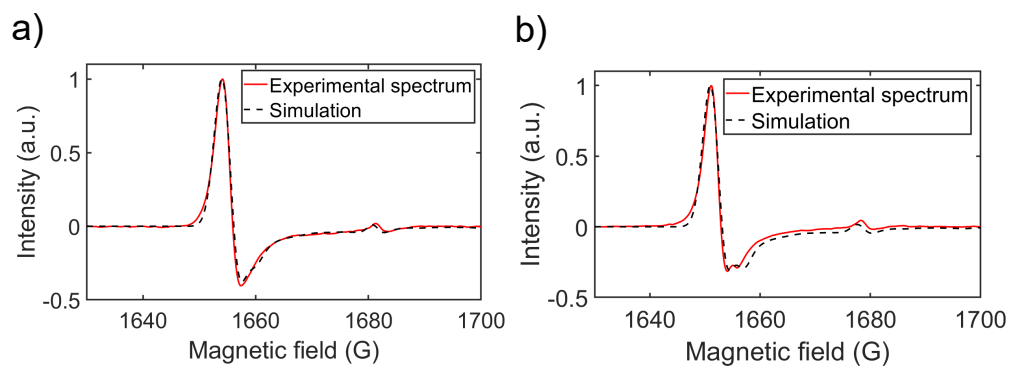 a)
Intensity (a.u.)
1
0.5
0
-0.5
Experimental spectrum
Simulation
1640
1660
1680
1700
Magnetic field (G)
b)
Intensity (a.u.)
1
0.5
0
-0.5
Experimental spectrum
Simulation
1640
1660
1680
1700
Magnetic field (G)